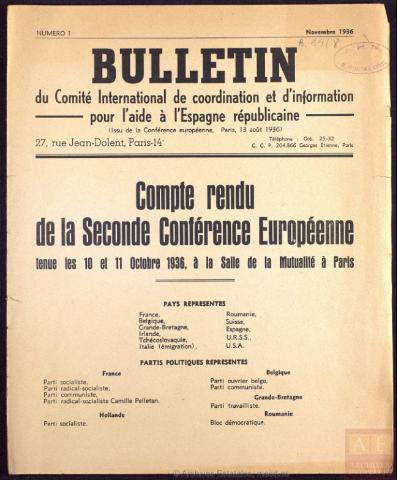 NUMERO 1
Novembre 1936
BULLETIN
du Comité International de coordination et d'information
pour l'aide à l'Espagne républicaine
(Issu de la Conférence européenne, Paris, 13 août 1936)
27, rue Jean-Dolent, Paris-14e
Téléphone : Gob. 25-32
C. C. P. 204.866 Georges Etienne, Paris
Compte rendu
de la Seconde Conférence Européenne
tenue les 10 et 11 Octobre 1936, à la Salle de la Mutualité à Paris
PAYS REPRESENTES
France,
Belgique,
Grande-Bretagne,
Irlande,
Tchécoslovaquie,
Italie (émigration),
Roumanie,
Suisse,
Espagne,
U.R.S.S.,
U.S.A.
PARTIS POLITIQUES REPRESENTES
France
Parti socialiste,
Parti radical-socialiste,
Parti communiste,
Parti radical-socialiste Camille Pelletan.
Hollande
Parti socialiste.
Belgique
Parti ouvrier belge,
Parti communiste.
Grande-Bretagne
Parti travailliste.
Roumanie
Bloc démocratique.